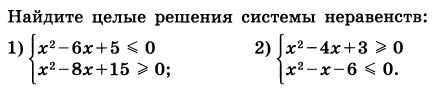 Найдите целые решения системы неравенств:
1) { x² – 6x + 5 ⩽ 0
x² – 8x + 15 ⩾ 0;
2) { x² – 4x + 3 ⩾ 0
x² – x – 6 ⩽ 0.